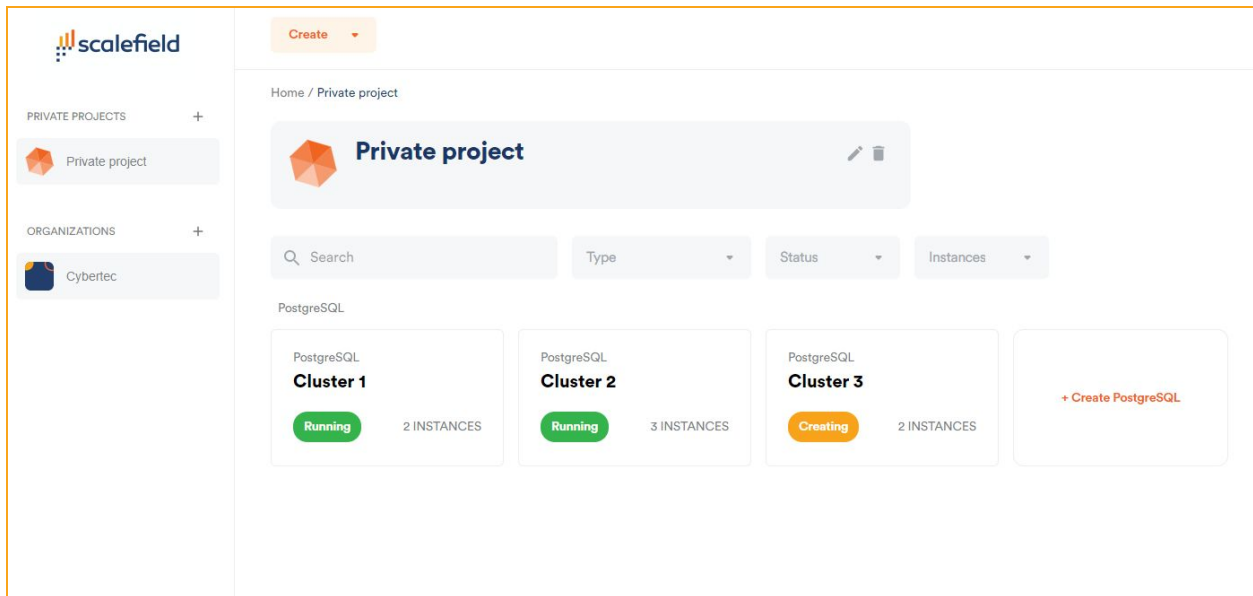 scalefield
Create
Home / Private project
PRIVATE PROJECTS +
Private project
Private project
ORGANIZATIONS +
Cybertec
Search Type Status Instances
PostgreSQL
PostgreSQL
Cluster 1
Running 2 INSTANCES
PostgreSQL
Cluster 2
Running 3 INSTANCES
PostgreSQL
Cluster 3
Creating 2 INSTANCES
+ Create PostgreSQL